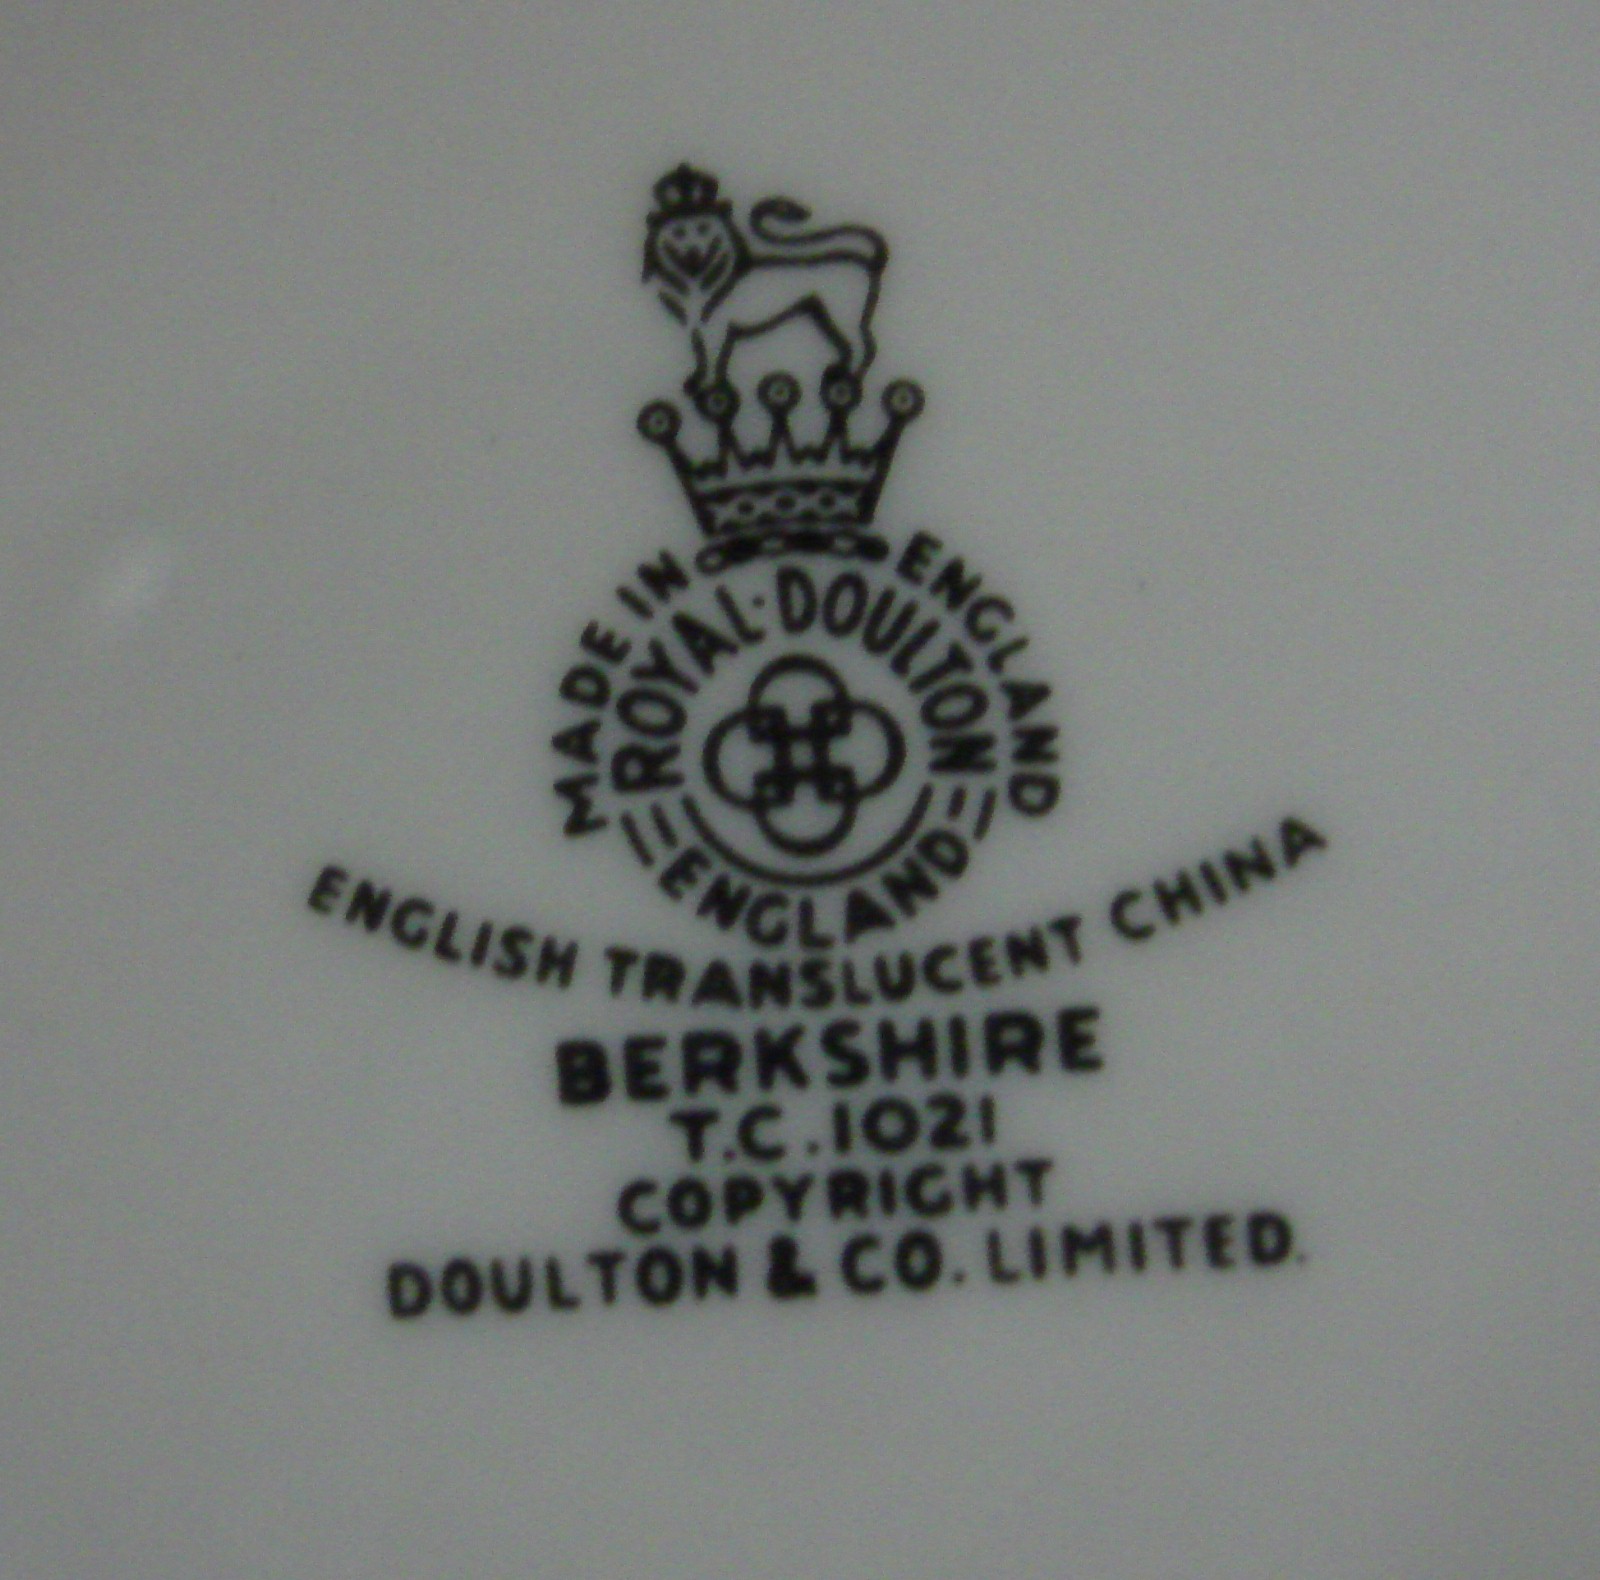 MADE IN ENGLAND
ROYAL·DOULTON
ENGLAND
ENGLISH TRANSLUCENT CHINA
BERKSHIRE
T.C.1021
COPYRIGHT
DOULTON & CO. LIMITED.